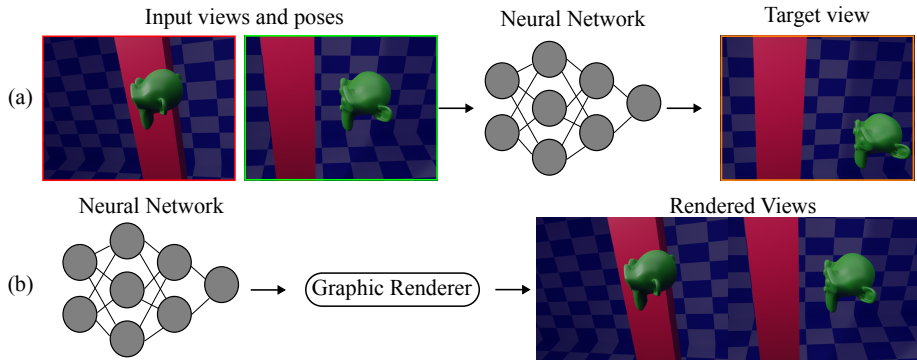 Input views and poses
Neural Network
Target view
(a)
Neural Network
Rendered Views
(b)
Graphic Renderer